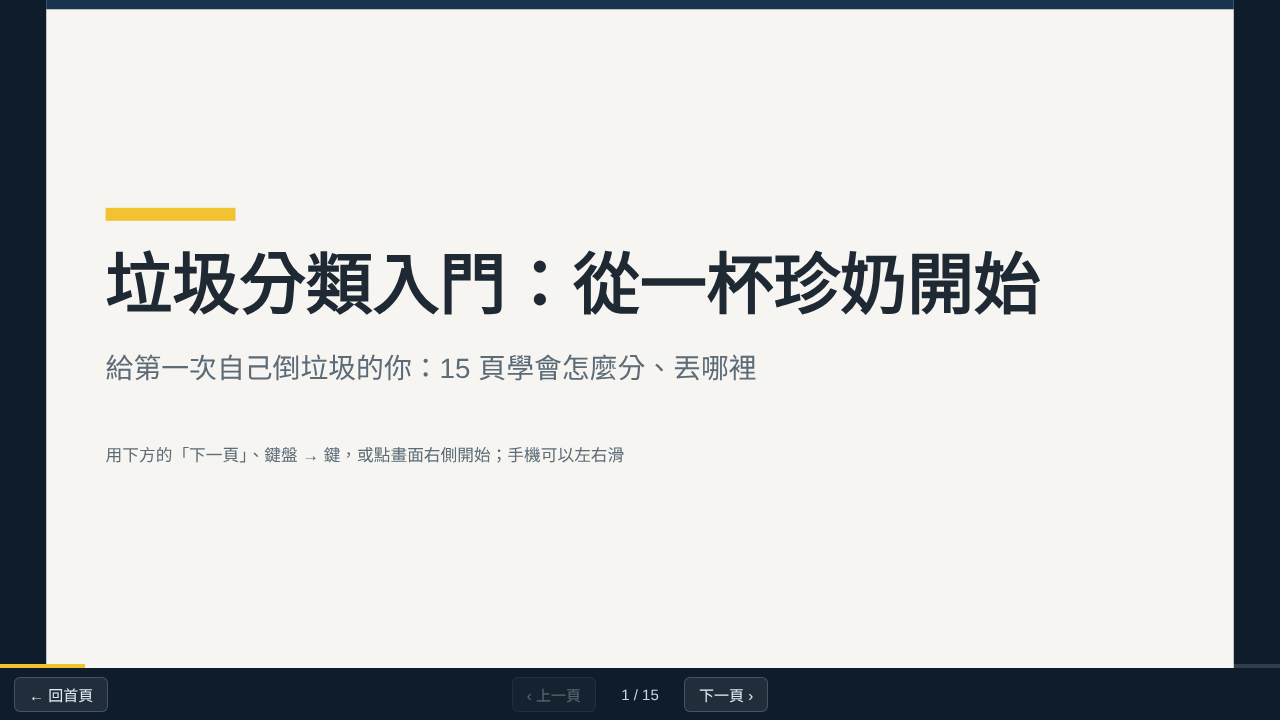 垃圾分類入門：從一杯珍奶開始
給第一次自己倒垃圾的你：15 頁學會怎麼分、丟哪裡
用下方的「下一頁」、鍵盤 → 鍵，或點畫面右側開始；手機可以左右滑
← 回首頁
‹ 上一頁
1 / 15
下一頁 ›